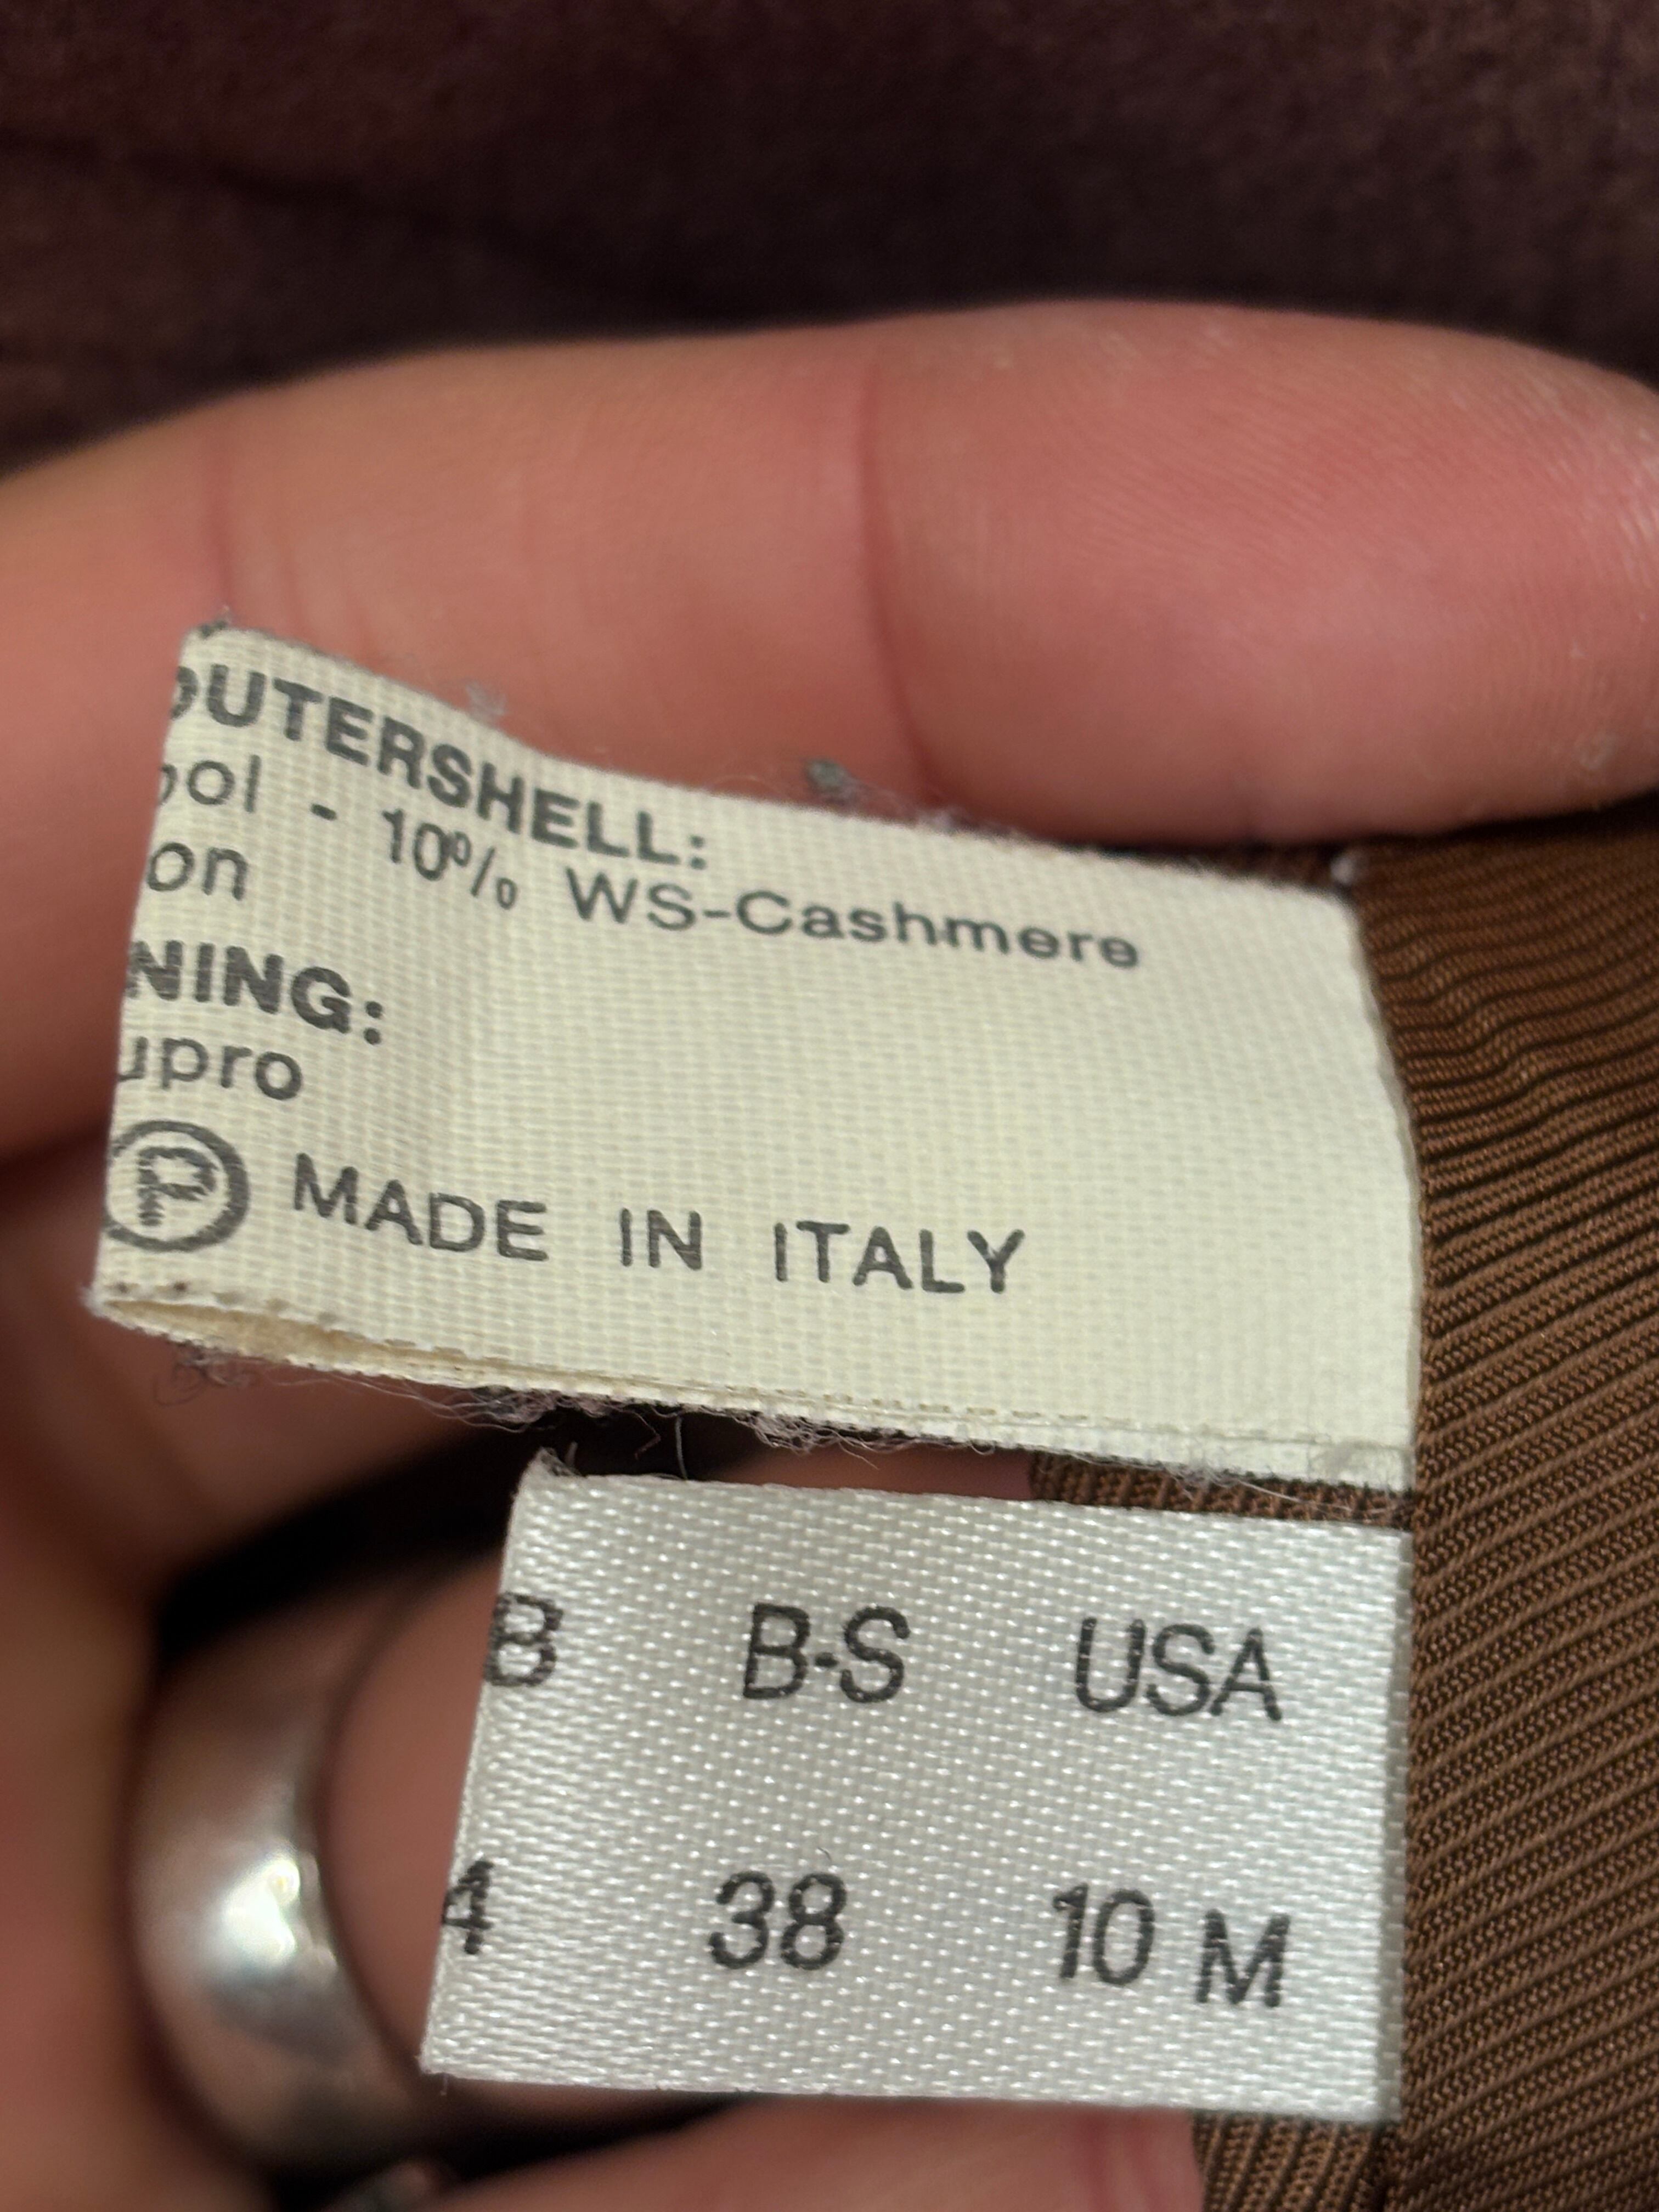 OUTERSHELL:
ool - 10% WS-Cashmere
on
NING:
upro
P MADE IN ITALY
B B-S USA
4 38 10 M